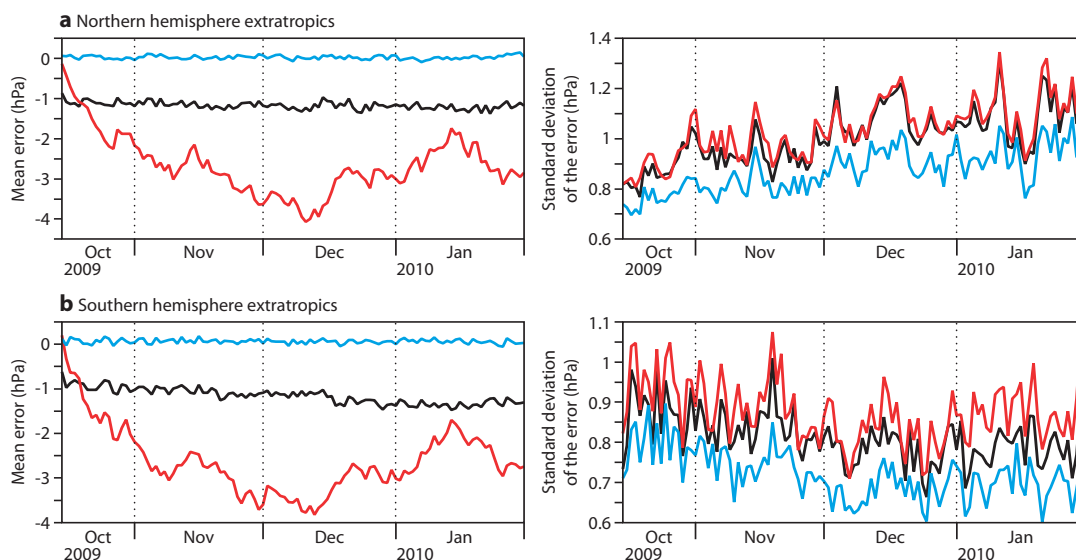 a Northern hemisphere extratropics
Mean error (hPa)
0
-1
-2
-3
-4
Oct
Nov
Dec
Jan
2009
2010
Standard deviation
of the error (hPa)
1.4
1.2
1
0.8
0.6
Oct
Nov
Dec
Jan
2009
2010
b Southern hemisphere extratropics
Mean error (hPa)
0
-1
-2
-3
-4
Oct
Nov
Dec
Jan
2009
2010
Standard deviation
of the error (hPa)
1.1
1
0.9
0.8
0.7
0.6
Oct
Nov
Dec
Jan
2009
2010